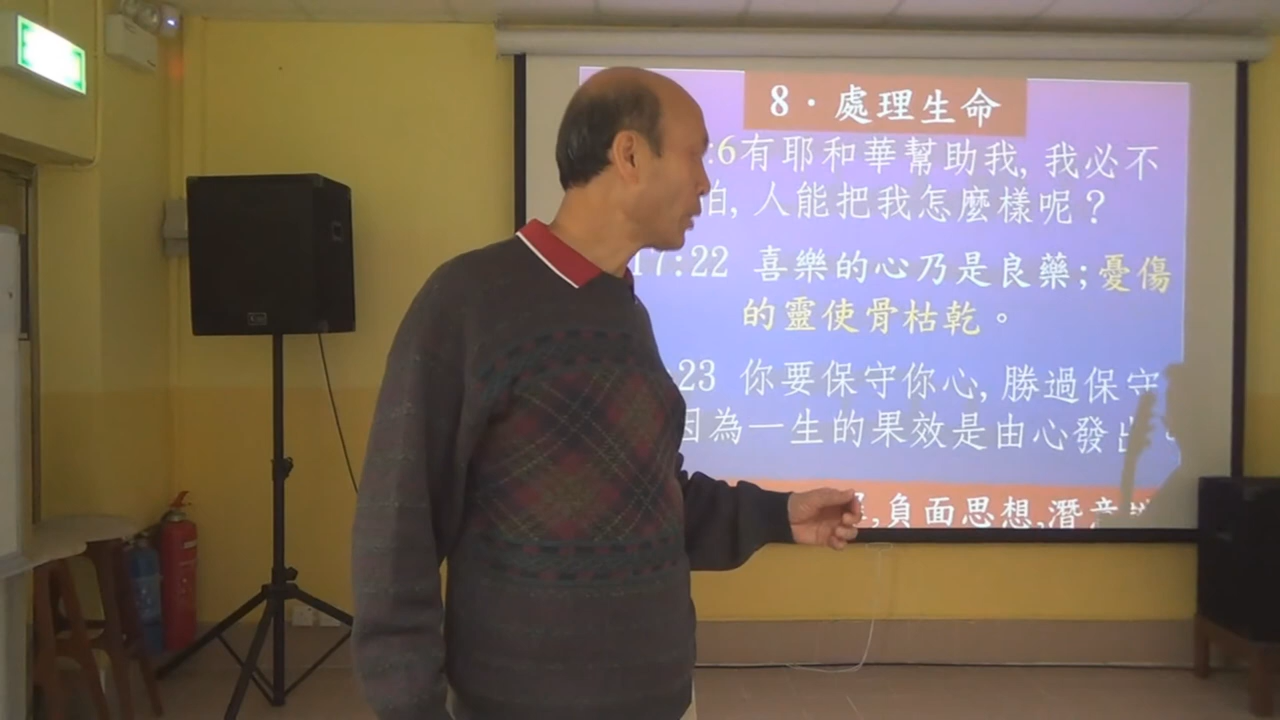 8．處理生命
:6有耶和華幫助我, 我必不
怕, 人能把我怎麼樣呢？
17:22 喜樂的心乃是良藥;憂傷
的靈使骨枯乾。
:23 你要保守你心, 勝過保守
因為一生的果效是由心發出
,負面思想,潛意識